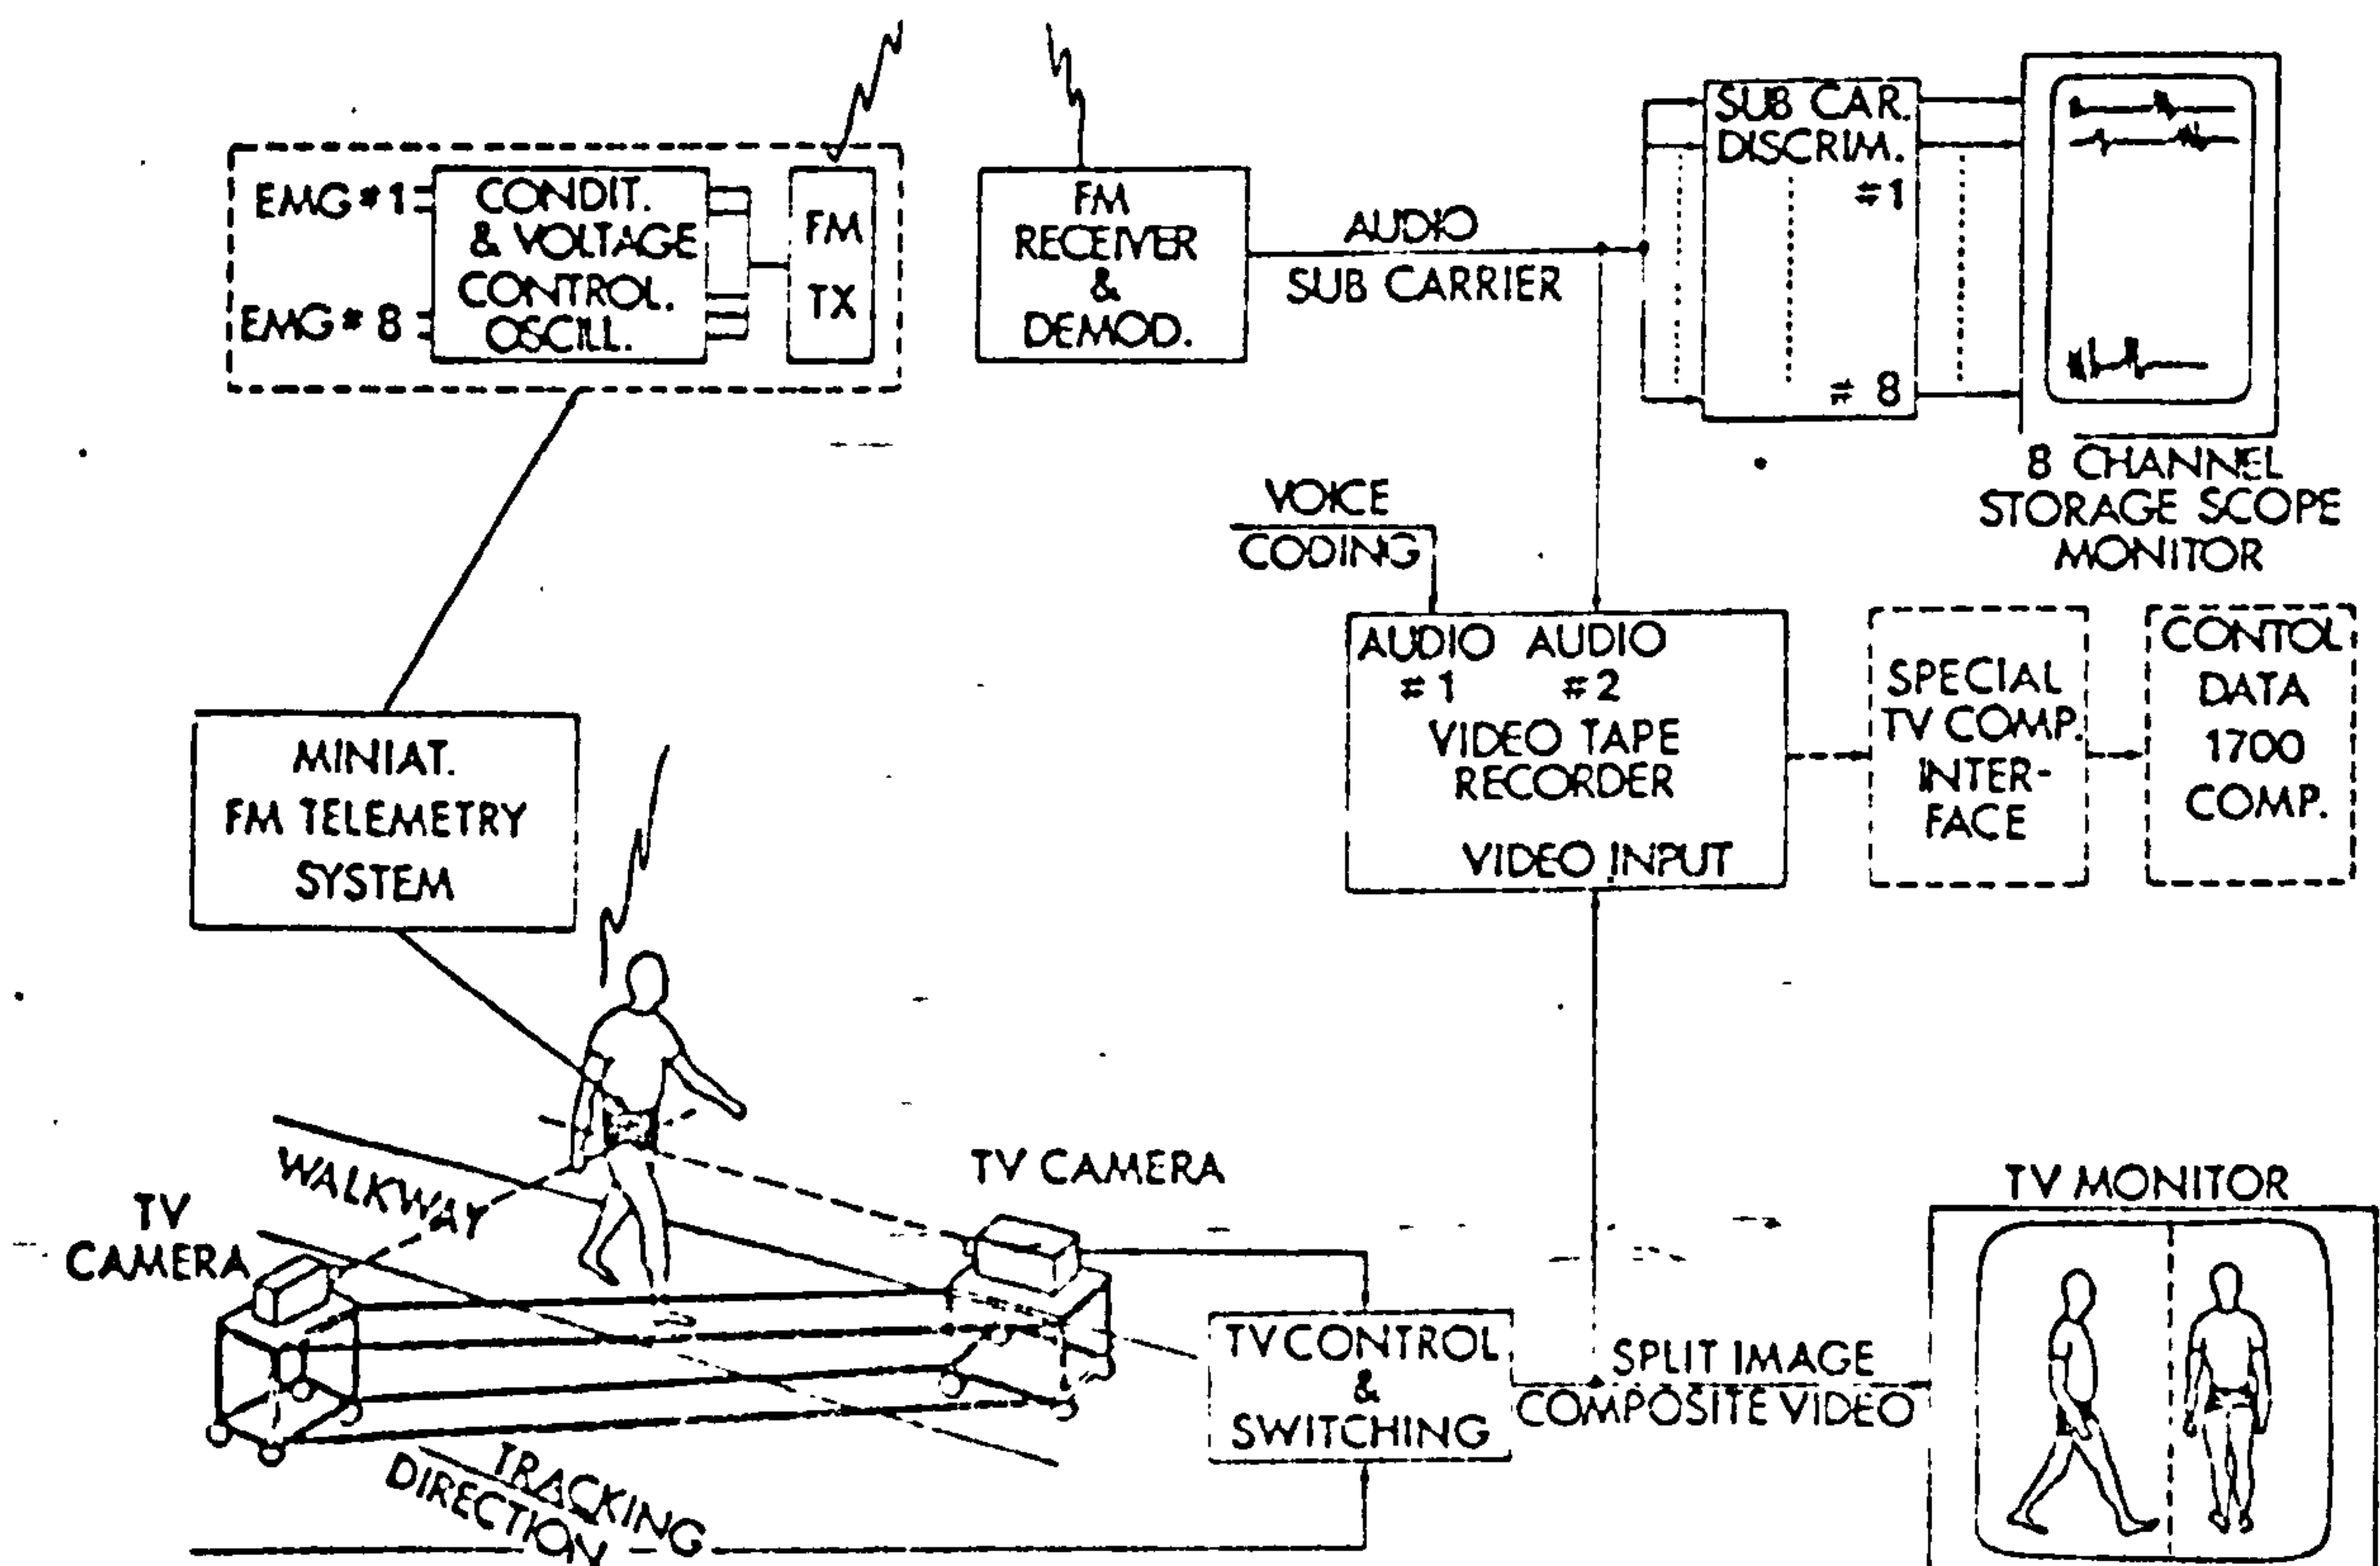 EMG # 1
EMG # 8
CONDIT.
& VOLTAGE
CONTROL.
OSCILL.
FM
TX
FM
RECEIVER
&
DEMOD.
AUDIO
SUB CARRIER
SUB CAR.
DISCRIM.
# 1
# 8
8 CHANNEL
STORAGE SCOPE
MONITOR
VOICE
CODING
AUDIO AUDIO
# 1 # 2
VIDEO TAPE
RECORDER
VIDEO INPUT
SPECIAL
TV COMP.
INTER-
FACE
CONTOL
DATA
1700
COMP.
MINIAT.
FM TELEMETRY
SYSTEM
WALKWAY
TV
CAMERA
TV CAMERA
TRACKING
DIRECTION
TV CONTROL
&
SWITCHING
SPLIT IMAGE
COMPOSITE VIDEO
TV MONITOR